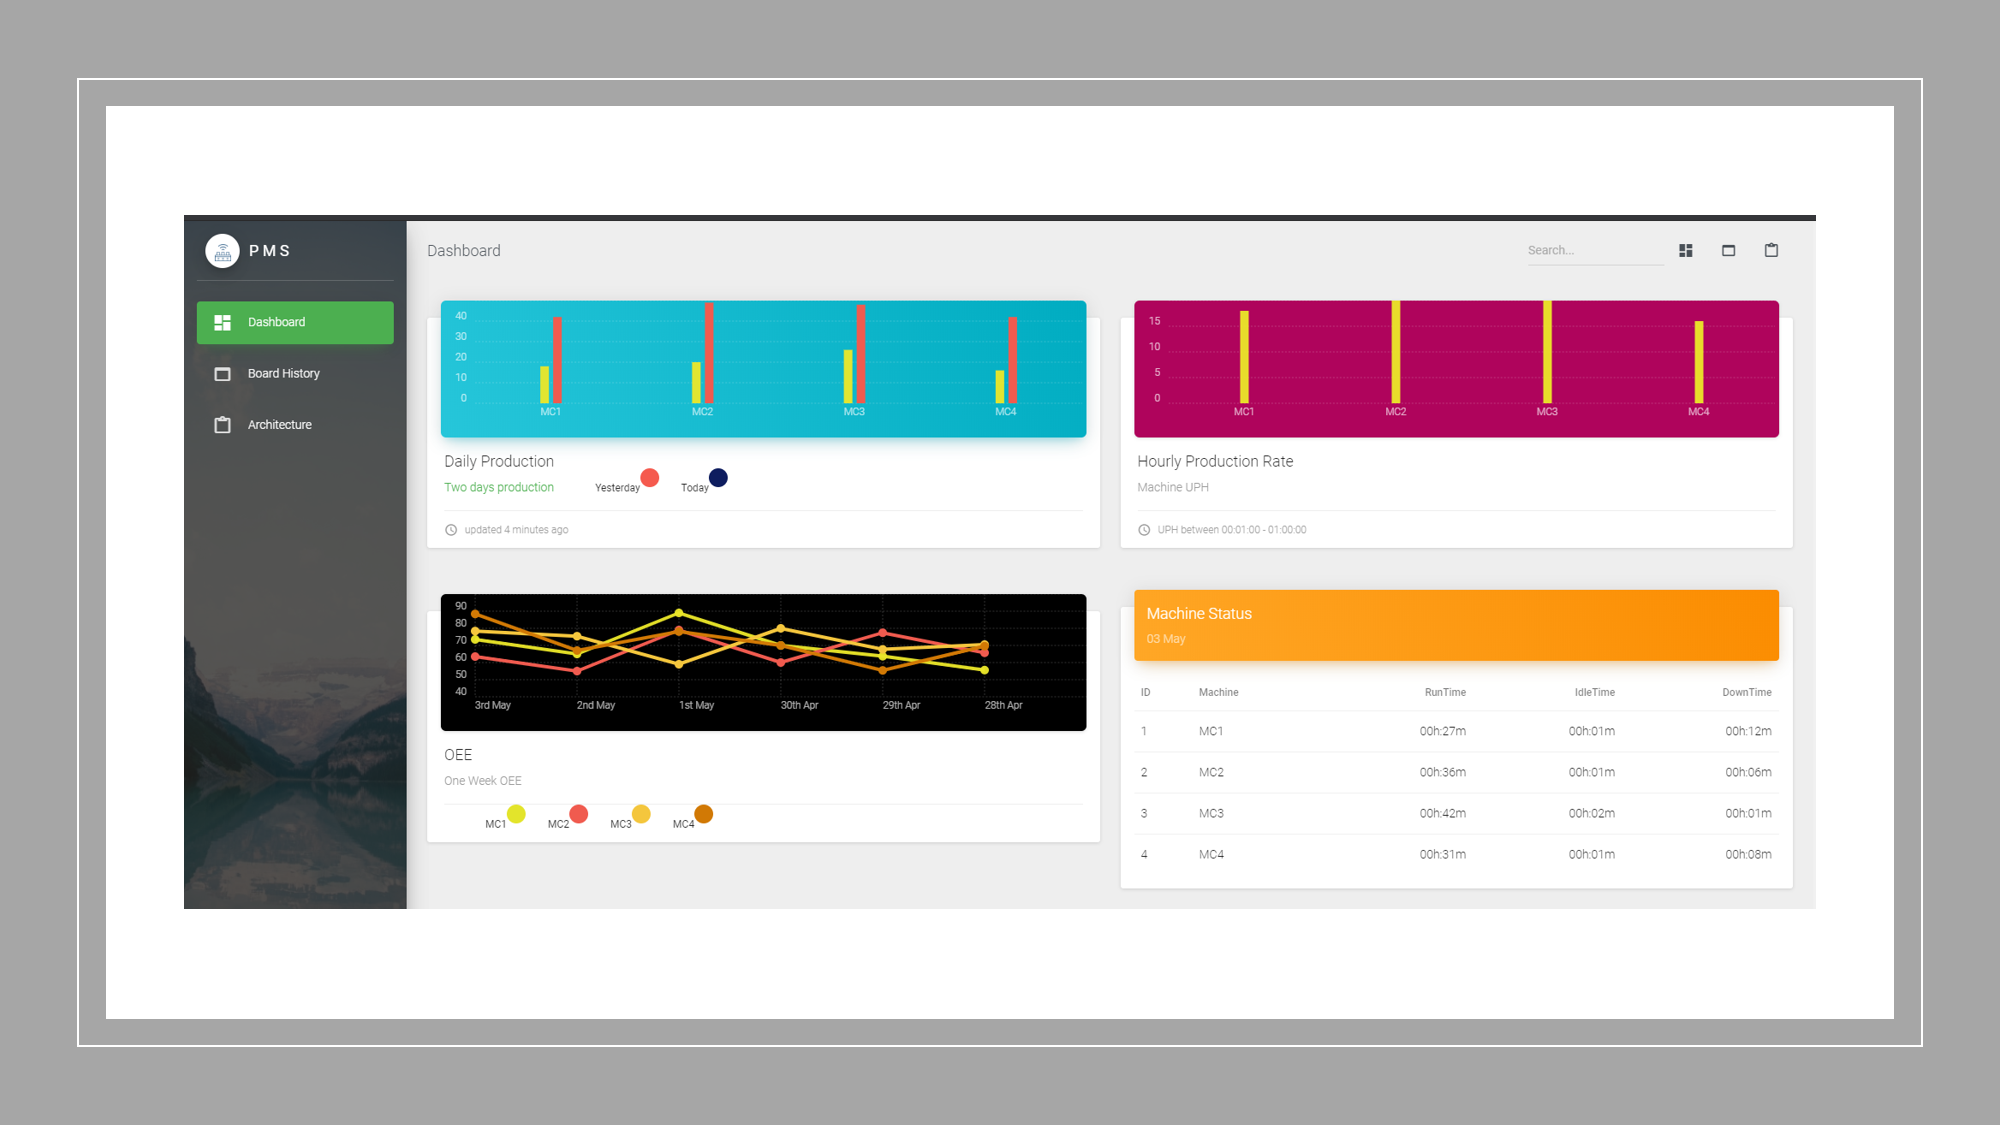 PMS
Dashboard
Board History
Architecture
Dashboard
Search...
40
30
20
10
0
MC1 MC2 MC3 MC4
Daily Production
Two days production Yesterday Today
updated 4 minutes ago
15
10
5
0
MC1 MC2 MC3 MC4
Hourly Production Rate
Machine UPH
UPH between 00:01:00 - 01:00:00
90
80
70
60
50
40
3rd May 2nd May 1st May 30th Apr 29th Apr 28th Apr
OEE
One Week OEE
MC1 MC2 MC3 MC4
Machine Status
03 May
ID Machine RunTime IdleTime DownTime
1 MC1 00h:27m 00h:01m 00h:12m
2 MC2 00h:36m 00h:01m 00h:06m
3 MC3 00h:42m 00h:02m 00h:01m
4 MC4 00h:31m 00h:01m 00h:08m